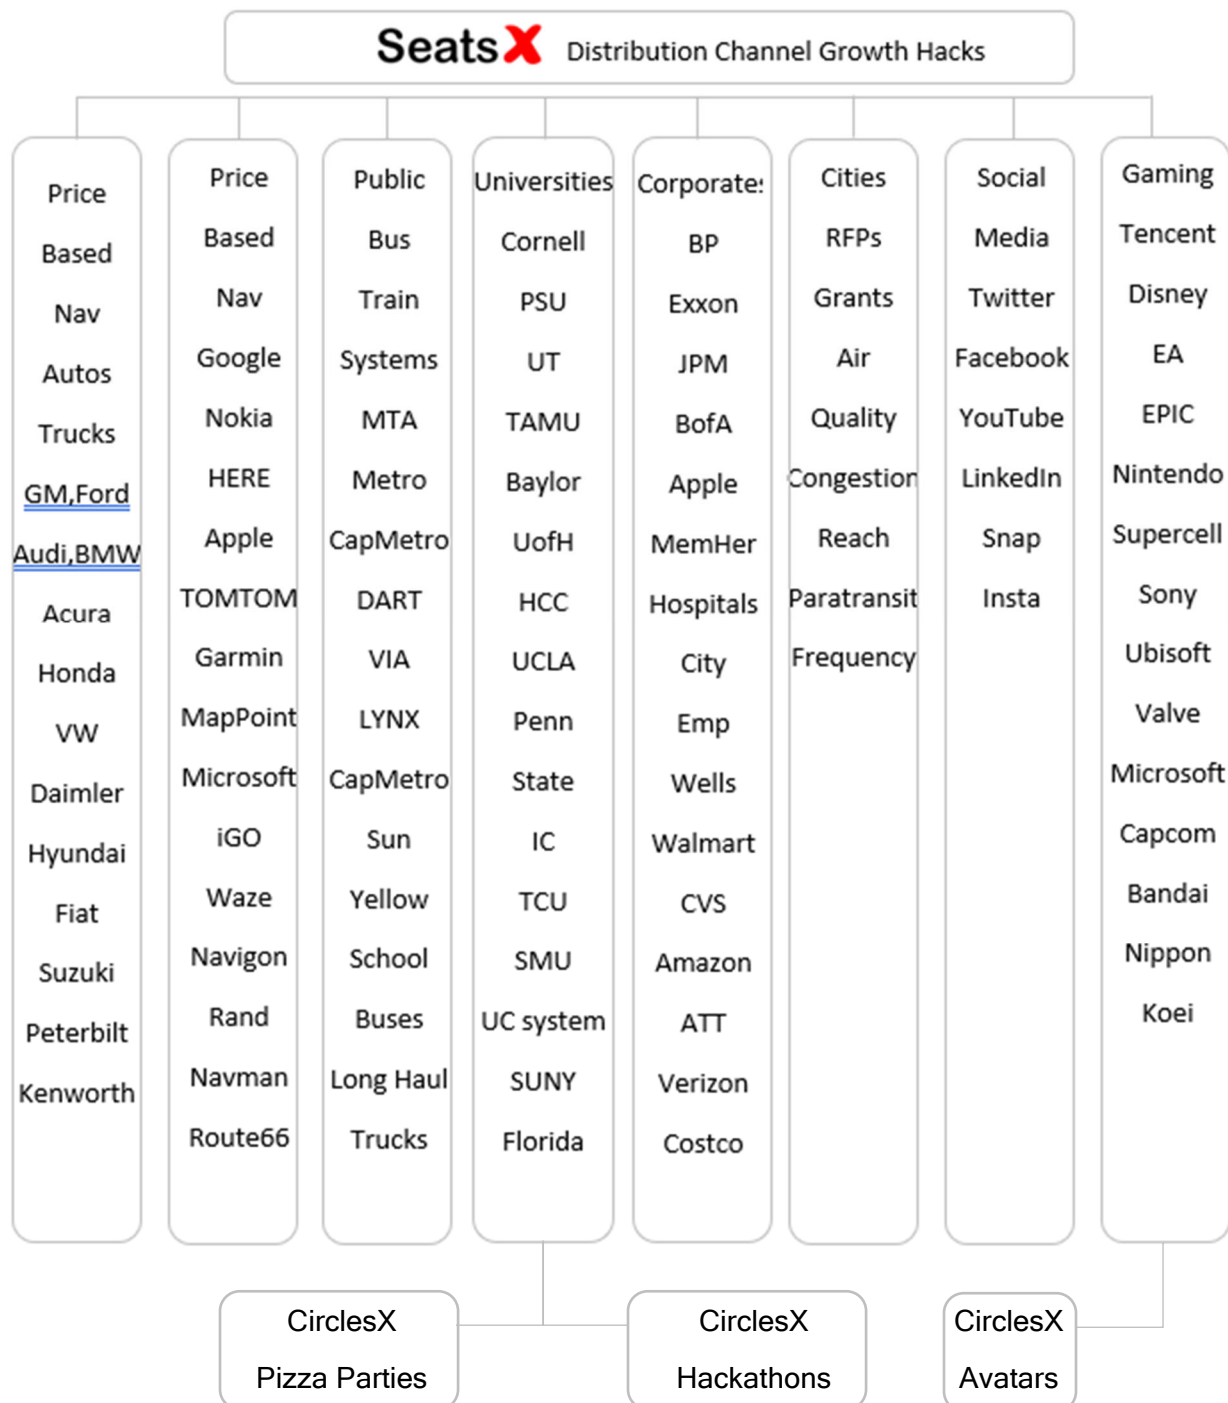 SeatsX Distribution Channel Growth Hacks
Price
Based
Nav
Autos
Trucks
GM,Ford
Audi,BMW
Acura
Honda
VW
Daimler
Hyundai
Fiat
Suzuki
Peterbilt
Kenworth
Price
Based
Nav
Google
Nokia
HERE
Apple
TOMTOM
Garmin
MapPoint
Microsoft
iGO
Waze
Navigon
Rand
Navman
Route66
Public
Bus
Train
Systems
MTA
Metro
CapMetro
DART
VIA
LYNX
CapMetro
Sun
Yellow
School
Buses
Long Haul
Trucks
Universities
Cornell
PSU
UT
TAMU
Baylor
UofH
HCC
UCLA
Penn
State
IC
TCU
SMU
UC system
SUNY
Florida
Corporates
BP
Exxon
JPM
BofA
Apple
MemHer
Hospitals
City
Emp
Wells
Walmart
CVS
Amazon
ATT
Verizon
Costco
Cities
RFPs
Grants
Air
Quality
Congestion
Reach
Paratransit
Frequency
Social
Media
Twitter
Facebook
YouTube
LinkedIn
Snap
Insta
Gaming
Tencent
Disney
EA
EPIC
Nintendo
Supercell
Sony
Ubisoft
Valve
Microsoft
Capcom
Bandai
Nippon
Koei
CirclesX
Pizza Parties
CirclesX
Hackathons
CirclesX
Avatars